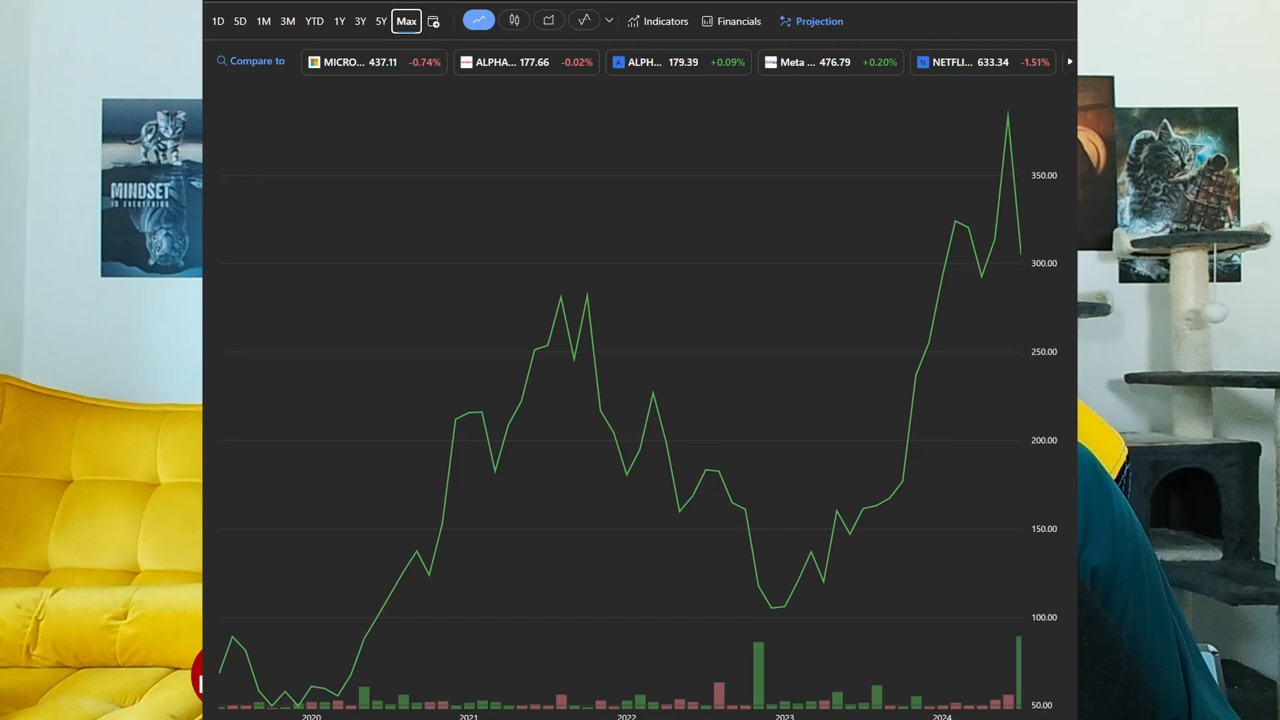 1D 5D 1M 3M YTD 1Y 3Y 5Y Max Indicators Financials Projection
Compare to MICRO... 437.11 -0.74% ALPHA... 177.66 -0.02% ALPH... 179.39 +0.09% Meta ... 476.79 +0.20% NETFLI... 633.34 -1.51%
MINDSET
IS EVERYTHING
350.00
300.00
250.00
200.00
150.00
100.00
50.00
2020 2021 2022 2023 2024